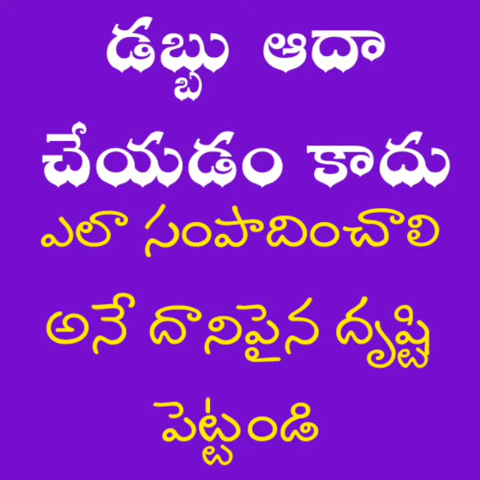 డబ్బు ఆదా
చేయడం కాదు
ఎలా సంపాదించాలి
అనే దానిపైన దృష్టి
పెట్టండి